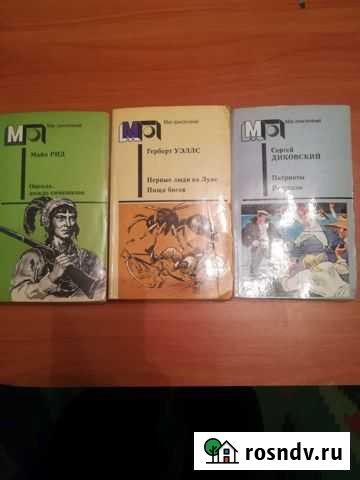 МП
Мир приключений
Майн РИД
Оцеола,
вождь семинолов
МП
Мир приключений
Герберт УЭЛЛС
Первые люди на Луне
Пища богов
МП
Мир приключений
Сергей
ДИКОВСКИЙ
Патриоты
Рассказы
rosndv.ru